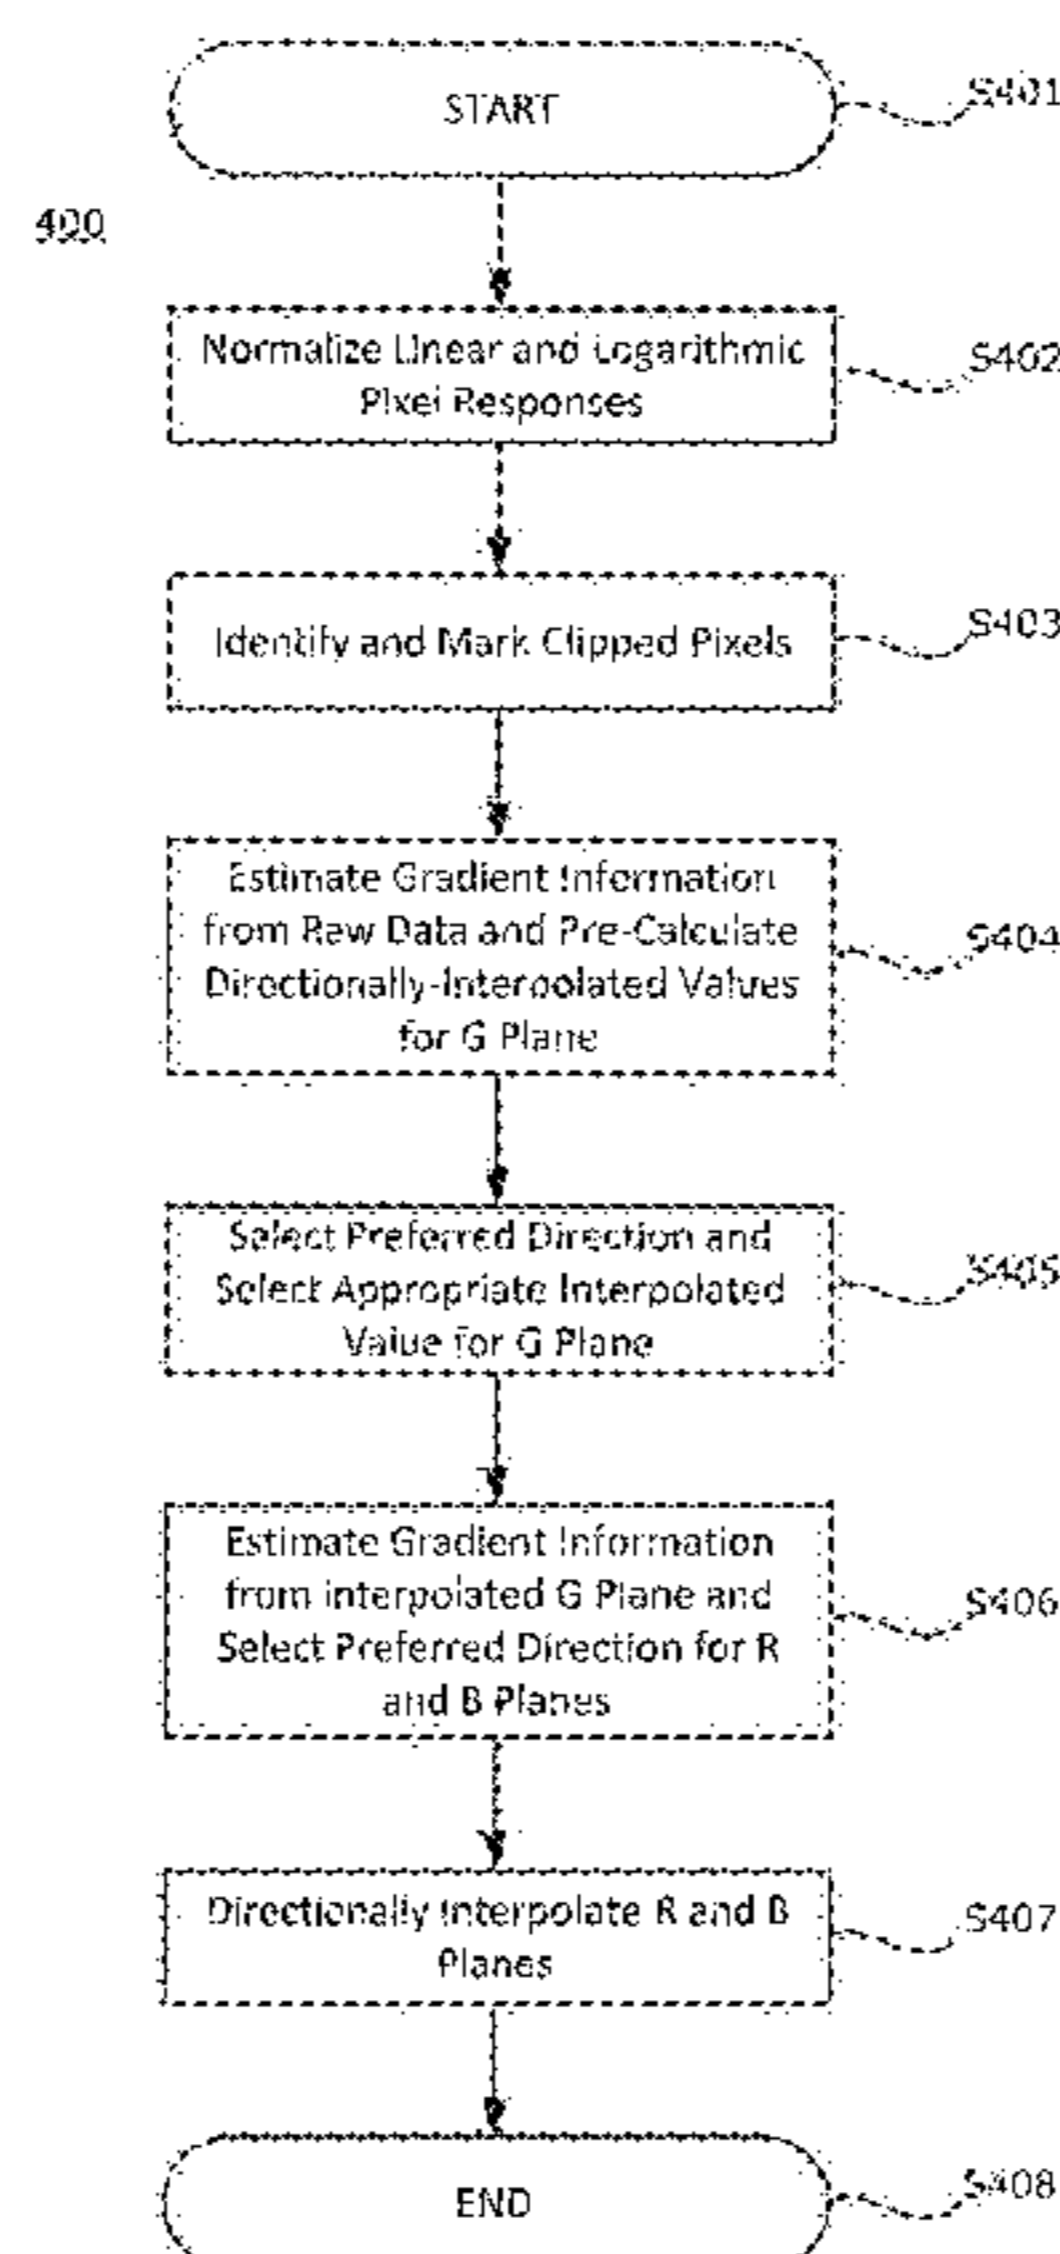 START
S401
400
Normalize Linear and Logarithmic
Pixel Responses
S402
Identify and Mark Clipped Pixels
S403
Estimate Gradient Information
from Raw Data and Pre-Calculate
Directionally-Interpolated Values
for G Plane
S404
Select Preferred Direction and
Select Appropriate Interpolated
Value for G Plane
S405
Estimate Gradient Information
from interpolated G Plane and
Select Preferred Direction for R
and B Planes
S406
Directionally Interpolate R and B
Planes
S407
END
S408